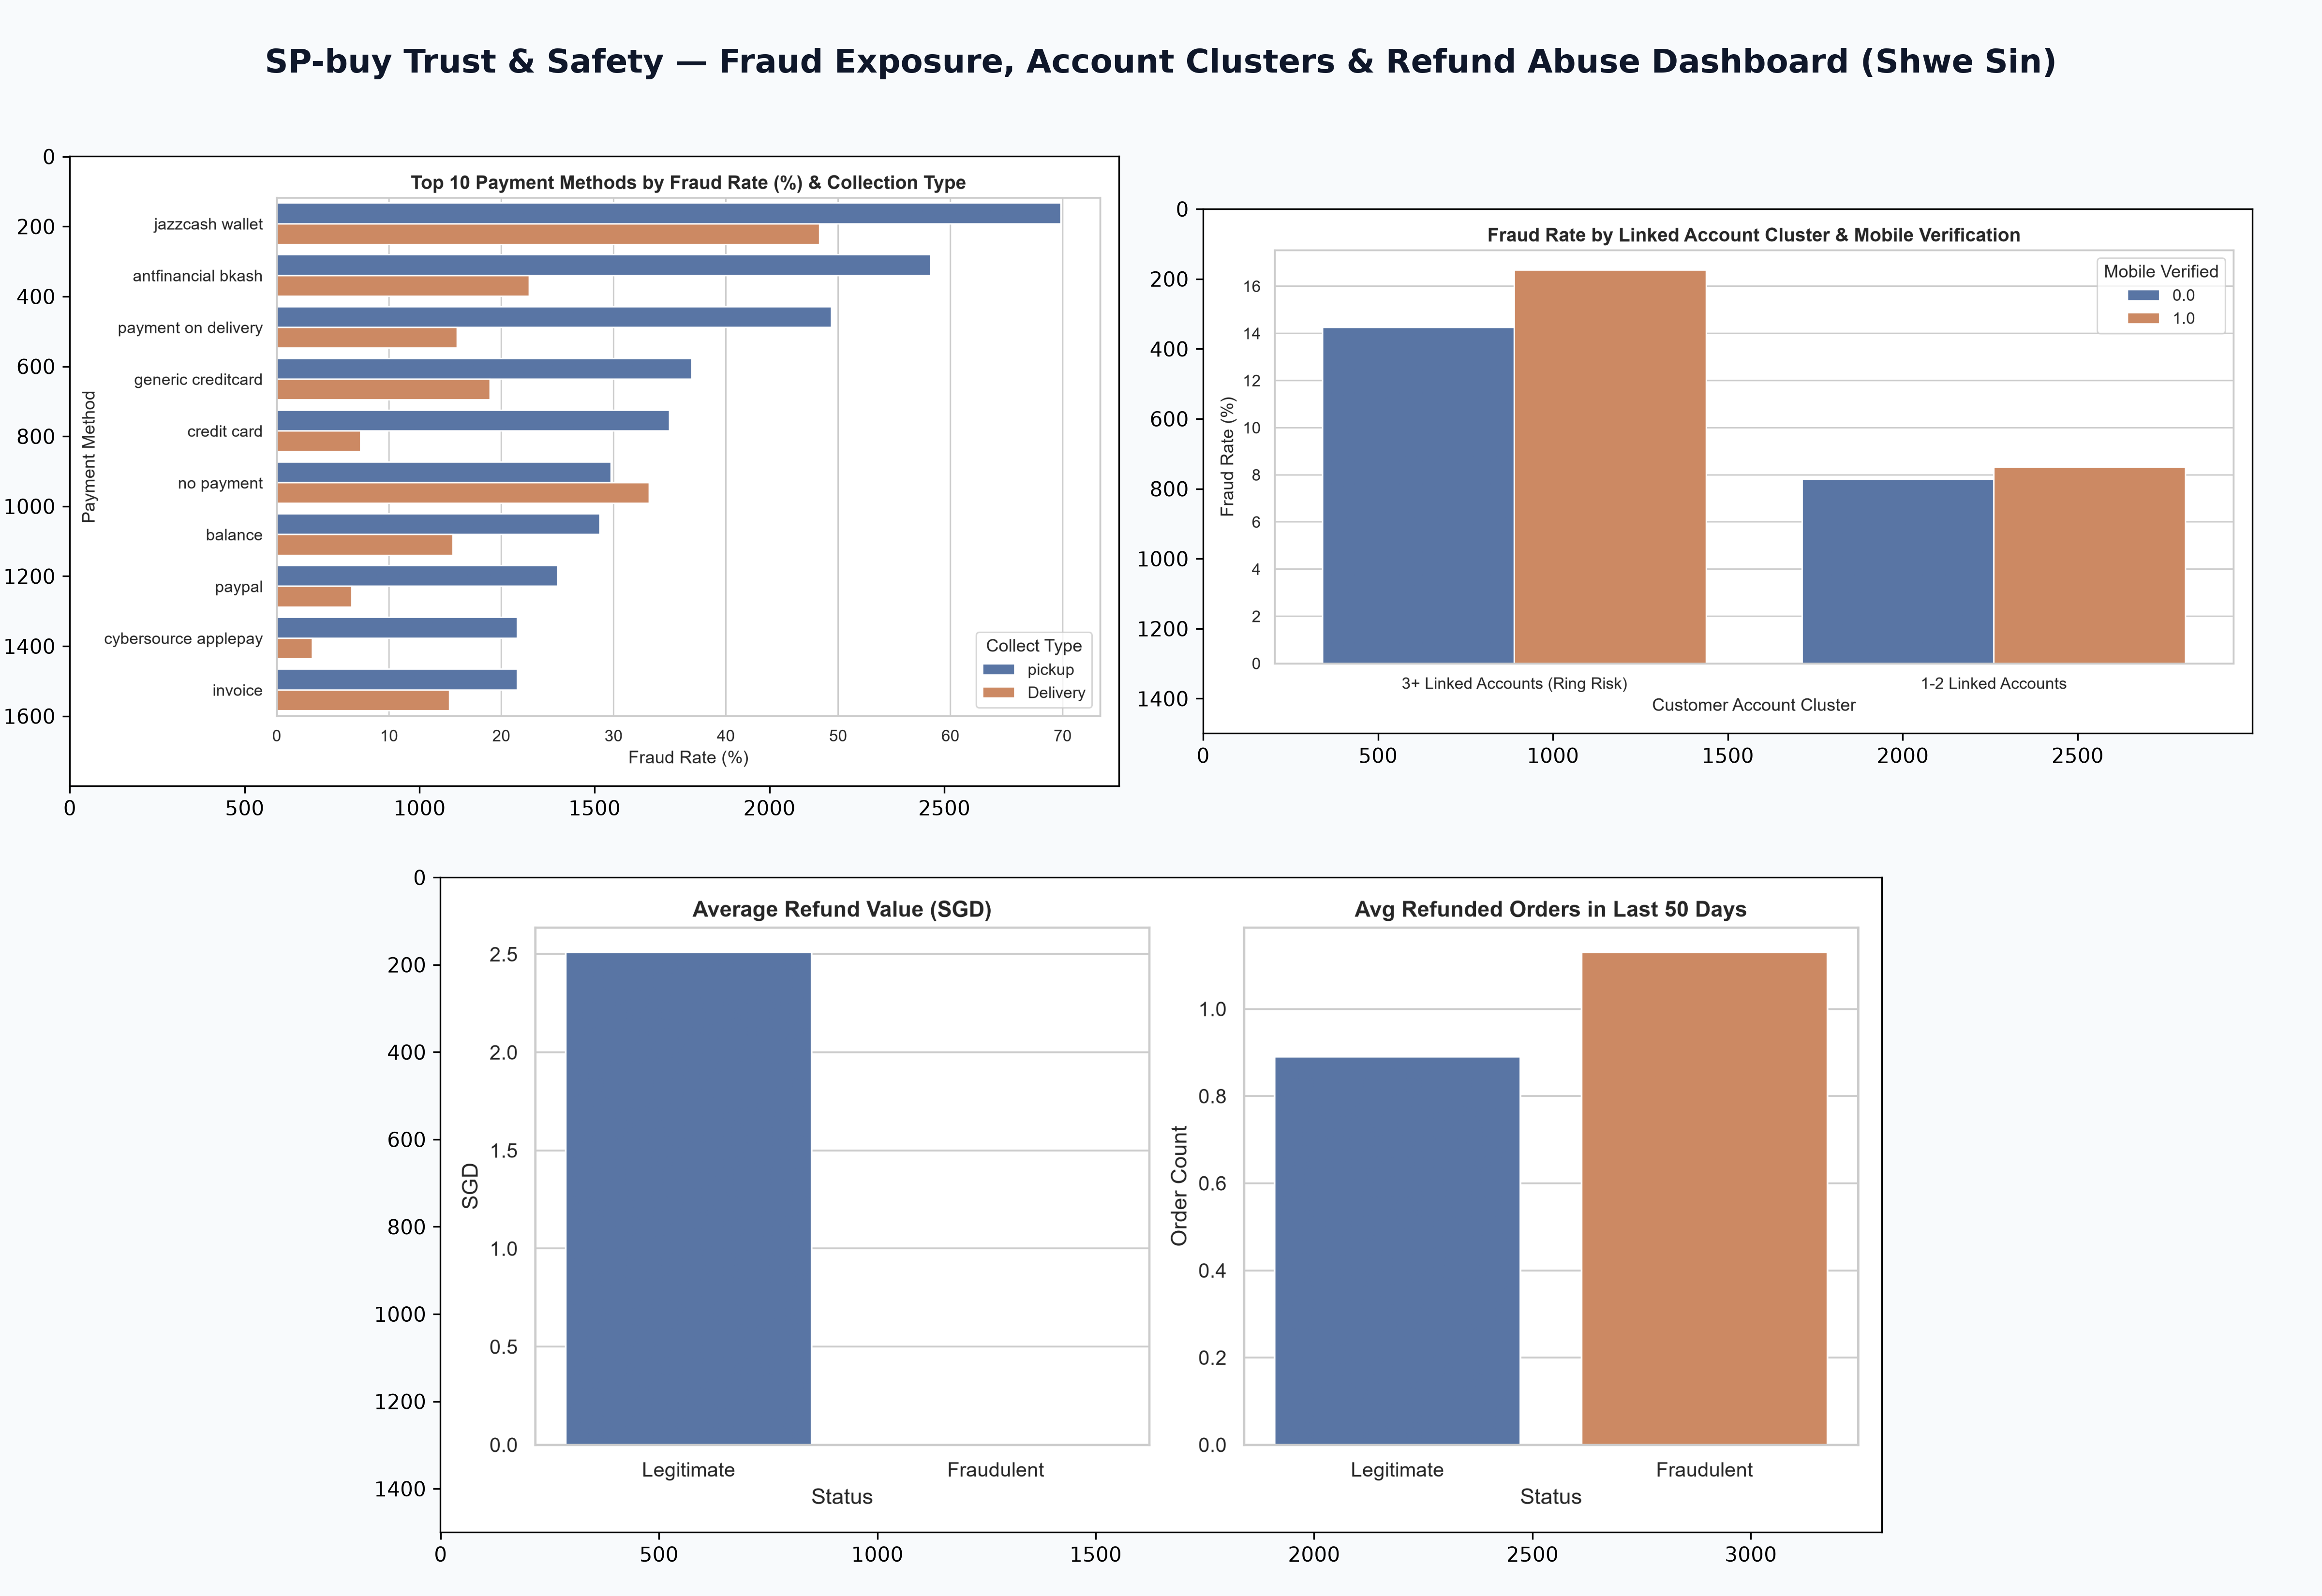 SP-buy Trust & Safety — Fraud Exposure, Account Clusters & Refund Abuse Dashboard (Shwe Sin)
Top 10 Payment Methods by Fraud Rate (%) & Collection Type
0
200
400
600
800
1000
1200
1400
1600
Payment Method
jazzcash wallet
antfinancial bkash
payment on delivery
generic creditcard
credit card
no payment
balance
paypal
cybersource applepay
invoice
Collect Type
pickup
Delivery
0 10 20 30 40 50 60 70
Fraud Rate (%)
0 500 1000 1500 2000 2500
Fraud Rate by Linked Account Cluster & Mobile Verification
0
200
400
600
800
1000
1200
1400
Fraud Rate (%)
16
14
12
10
8
6
4
2
0
Mobile Verified
0.0
1.0
3+ Linked Accounts (Ring Risk) 1-2 Linked Accounts
Customer Account Cluster
0 500 1000 1500 2000 2500
0
200
400
600
800
1000
1200
1400
Average Refund Value (SGD)
SGD
2.5
2.0
1.5
1.0
0.5
0.0
Legitimate Fraudulent
Status
Avg Refunded Orders in Last 50 Days
Order Count
1.0
0.8
0.6
0.4
0.2
0.0
Legitimate Fraudulent
Status
0 500 1000 1500 2000 2500 3000